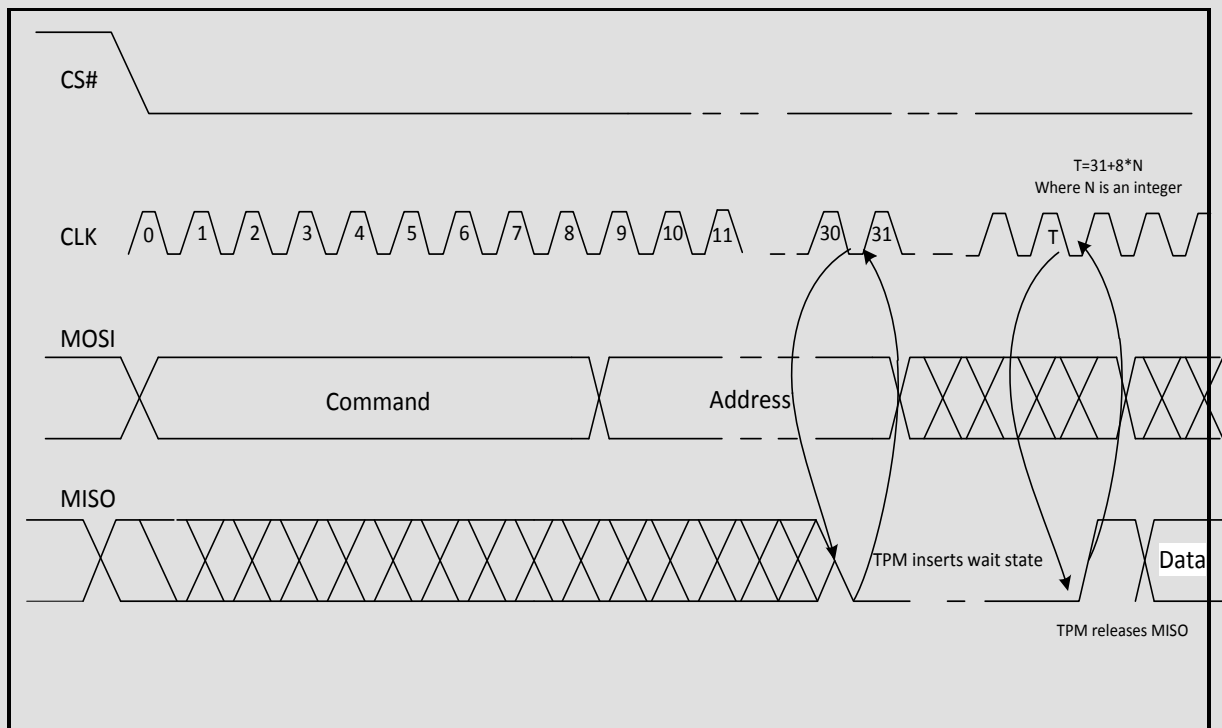 CS#
T=31+8*N
Where N is an integer
CLK
0 1 2 3 4 5 6 7 8 9 10 11 30 31 T
MOSI
Command
Address
MISO
TPM inserts wait state
Data
TPM releases MISO